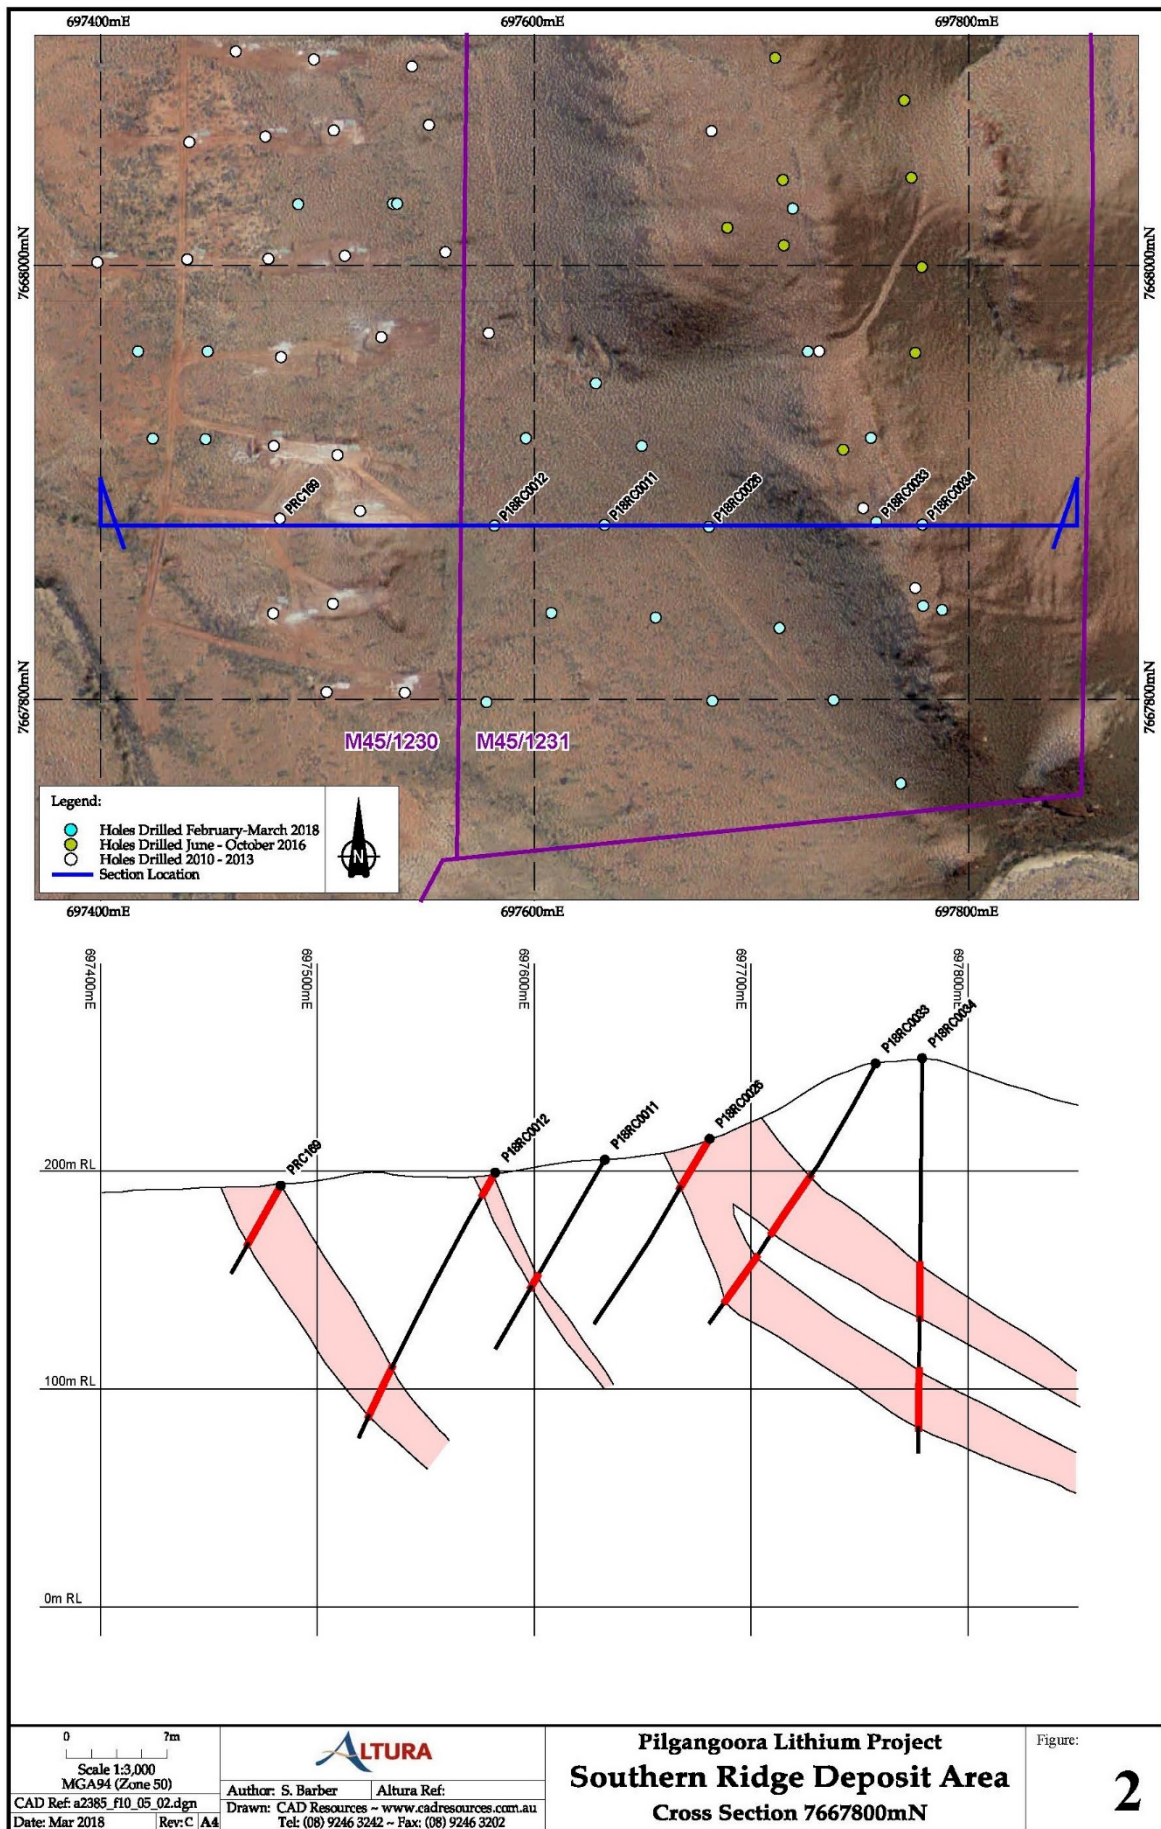 697400mE
697600mE
697800mE
7668000mN
7668000mN
PRC169
P18RC0012
P18RC0011
P18RC0026
P18RC0033
P18RC0034
7667800mN
7667800mN
M45/1230
M45/1231
Legend:
Holes Drilled February-March 2018
Holes Drilled June - October 2016
Holes Drilled 2010 - 2013
Section Location
N
697400mE
697600mE
697800mE
697400mE
697500mE
697600mE
697700mE
697800mE
PRC169
P18RC0012
P18RC0011
P18RC0026
P18RC0033
P18RC0034
200m RL
100m RL
0m RL
0 ?m
Scale 1:3,000
MGA94 (Zone 50)
CAD Ref: a2385_f10_05_02.dgn
Date: Mar 2018 Rev: C A4
ALTURA
Author: S. Barber Altura Ref:
Drawn: CAD Resources ~ www.cadresources.com.au
Tel: (08) 9246 3242 ~ Fax: (08) 9246 3202
Pilgangoora Lithium Project
Southern Ridge Deposit Area
Cross Section 7667800mN
Figure:
2